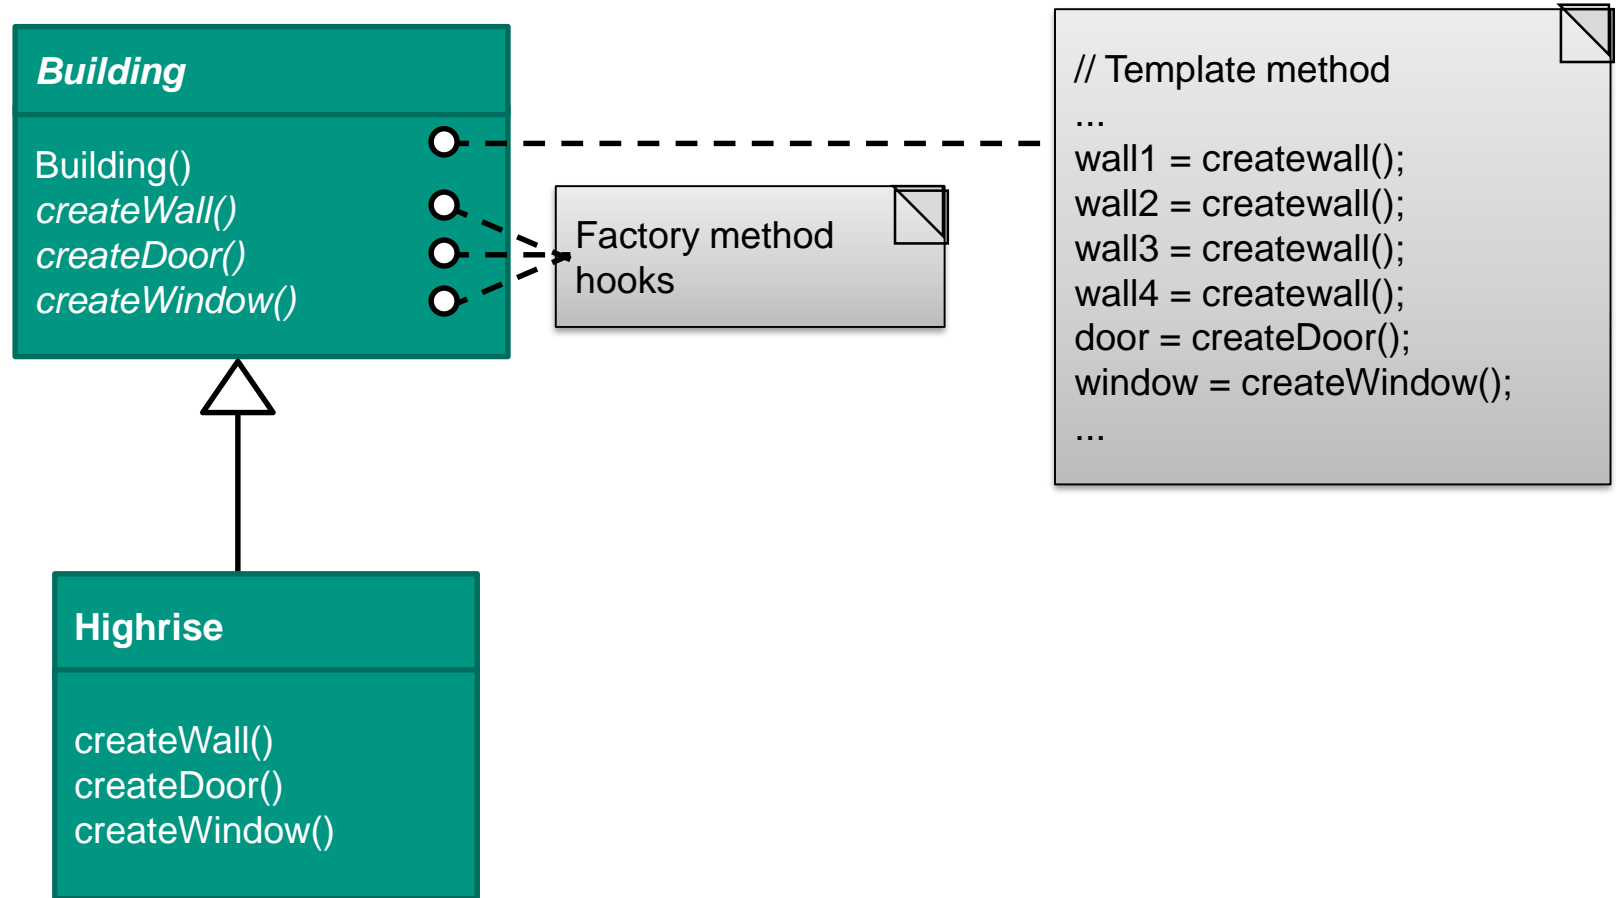 Building
Building()
createWall()
createDoor()
createWindow()
Factory method
hooks
// Template method
...
wall1 = createwall();
wall2 = createwall();
wall3 = createwall();
wall4 = createwall();
door = createDoor();
window = createWindow();
...
Highrise
createWall()
createDoor()
createWindow()